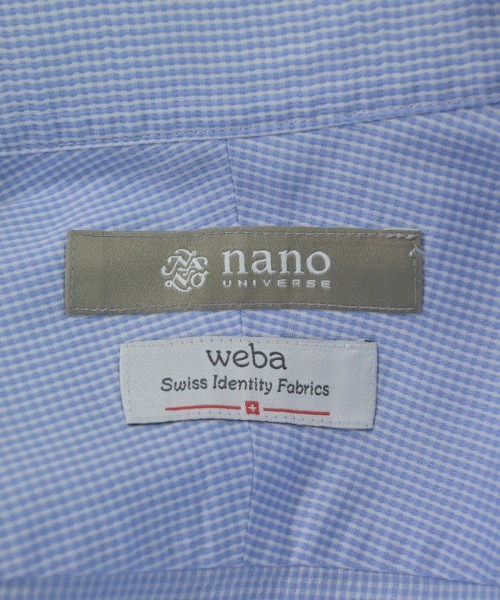 nano
UNIVERSE
weba
Swiss Identity Fabrics